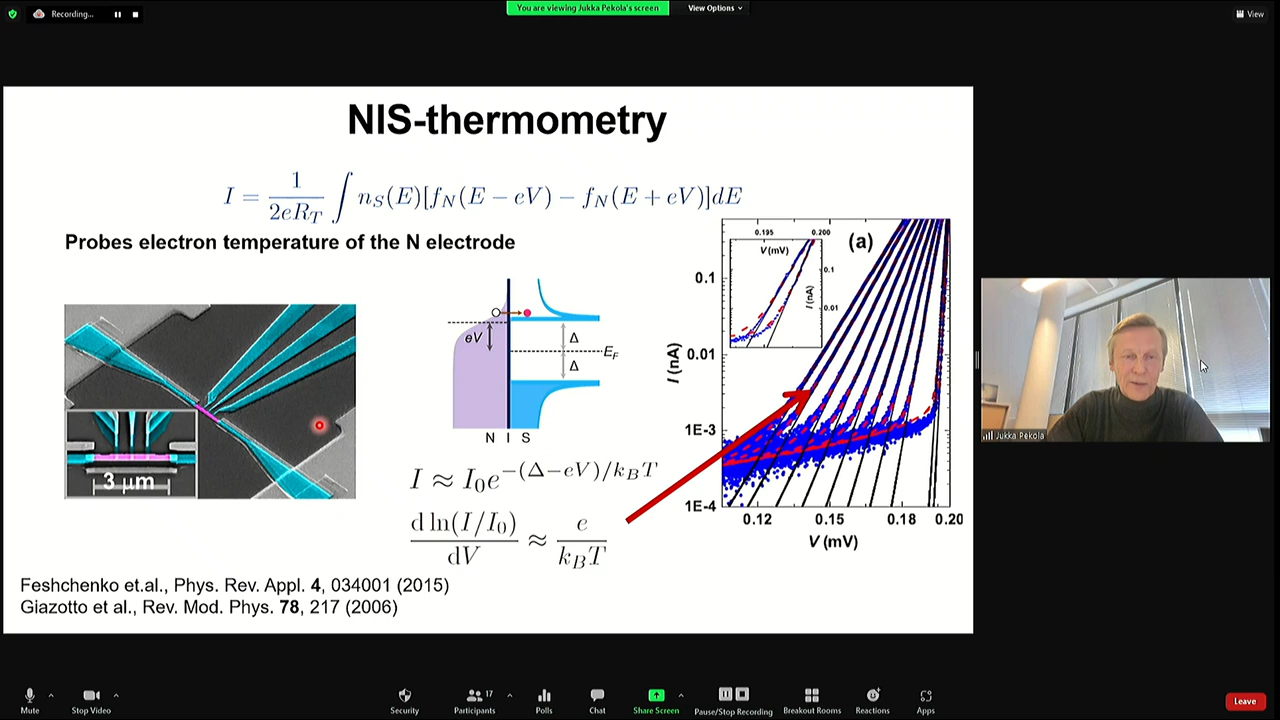 Recording...
You are viewing Jukka Pekola's screen
View Options
View
NIS-thermometry
I = 1/(2eR_T) ∫ n_S(E)[f_N(E − eV) − f_N(E + eV)]dE
Probes electron temperature of the N electrode
3 μm
eV
Δ
E_F
Δ
N I S
I ≈ I_0 e^{−(Δ−eV)/k_BT}
d ln(I/I_0)/dV ≈ e/(k_BT)
(a)
0.195 0.200
V (mV)
0.1
0.01
I (nA)
0.1
0.01
1E-3
1E-4
I (nA)
0.12 0.15 0.18 0.20
V (mV)
Feshchenko et.al., Phys. Rev. Appl. 4, 034001 (2015)
Giazotto et al., Rev. Mod. Phys. 78, 217 (2006)
Jukka Pekola
Mute
Stop Video
Security
Participants 17
Polls
Chat
Share Screen
Pause/Stop Recording
Breakout Rooms
Reactions
Apps
Leave